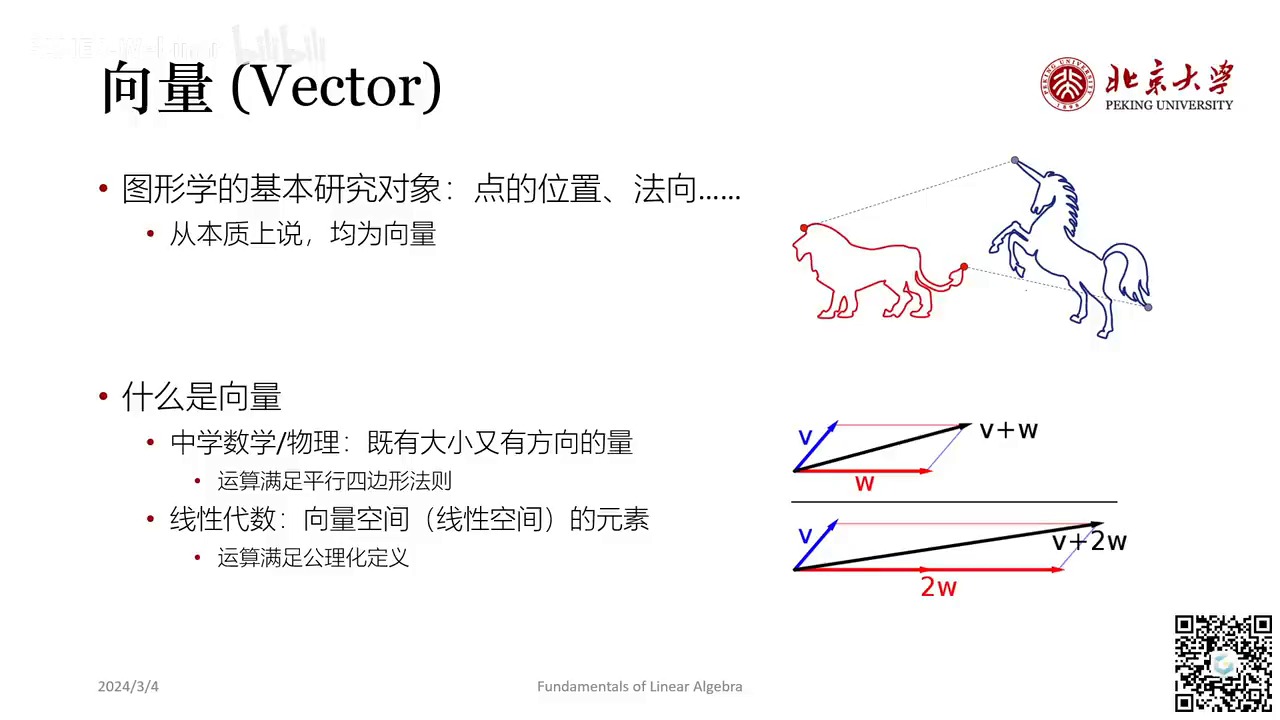 bilibili
向量 (Vector)
北京大学
PEKING UNIVERSITY
PEKING UNIVERSITY
1898
• 图形学的基本研究对象：点的位置、法向……
• 从本质上说，均为向量
• 什么是向量
• 中学数学/物理：既有大小又有方向的量
• 运算满足平行四边形法则
• 线性代数：向量空间（线性空间）的元素
• 运算满足公理化定义
v
v+w
w
v
v+2w
2w
2024/3/4
Fundamentals of Linear Algebra